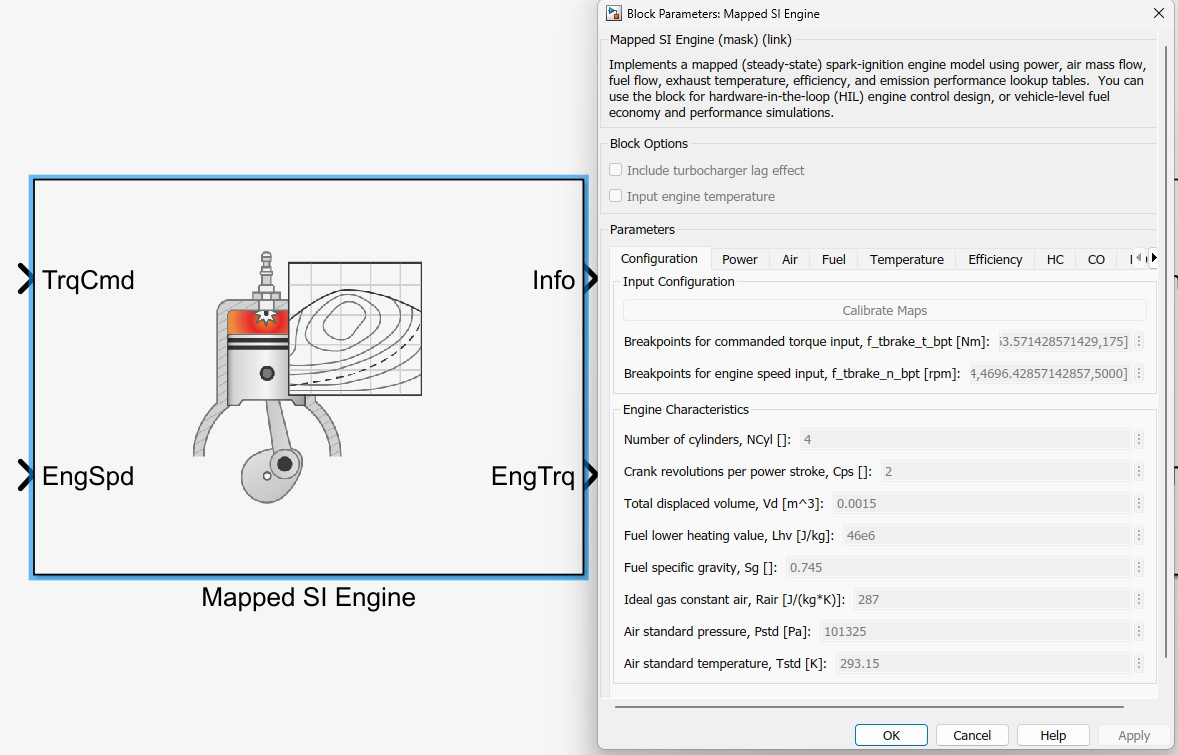 TrqCmd
EngSpd
Info
EngTrq
Mapped SI Engine
Block Parameters: Mapped SI Engine
Mapped SI Engine (mask) (link)
Implements a mapped (steady-state) spark-ignition engine model using power, air mass flow,
fuel flow, exhaust temperature, efficiency, and emission performance lookup tables.  You can
use the block for hardware-in-the-loop (HIL) engine control design, or vehicle-level fuel
economy and performance simulations.
Block Options
Include turbocharger lag effect
Input engine temperature
Parameters
Configuration Power Air Fuel Temperature Efficiency HC CO
Input Configuration
Calibrate Maps
Breakpoints for commanded torque input, f_tbrake_t_bpt [Nm]: 3.571428571429,175]
Breakpoints for engine speed input, f_tbrake_n_bpt [rpm]: ,4696.42857142857,5000]
Engine Characteristics
Number of cylinders, NCyl []: 4
Crank revolutions per power stroke, Cps []: 2
Total displaced volume, Vd [m^3]: 0.0015
Fuel lower heating value, Lhv [J/kg]: 46e6
Fuel specific gravity, Sg []: 0.745
Ideal gas constant air, Rair [J/(kg*K)]: 287
Air standard pressure, Pstd [Pa]: 101325
Air standard temperature, Tstd [K]: 293.15
OK Cancel Help Apply